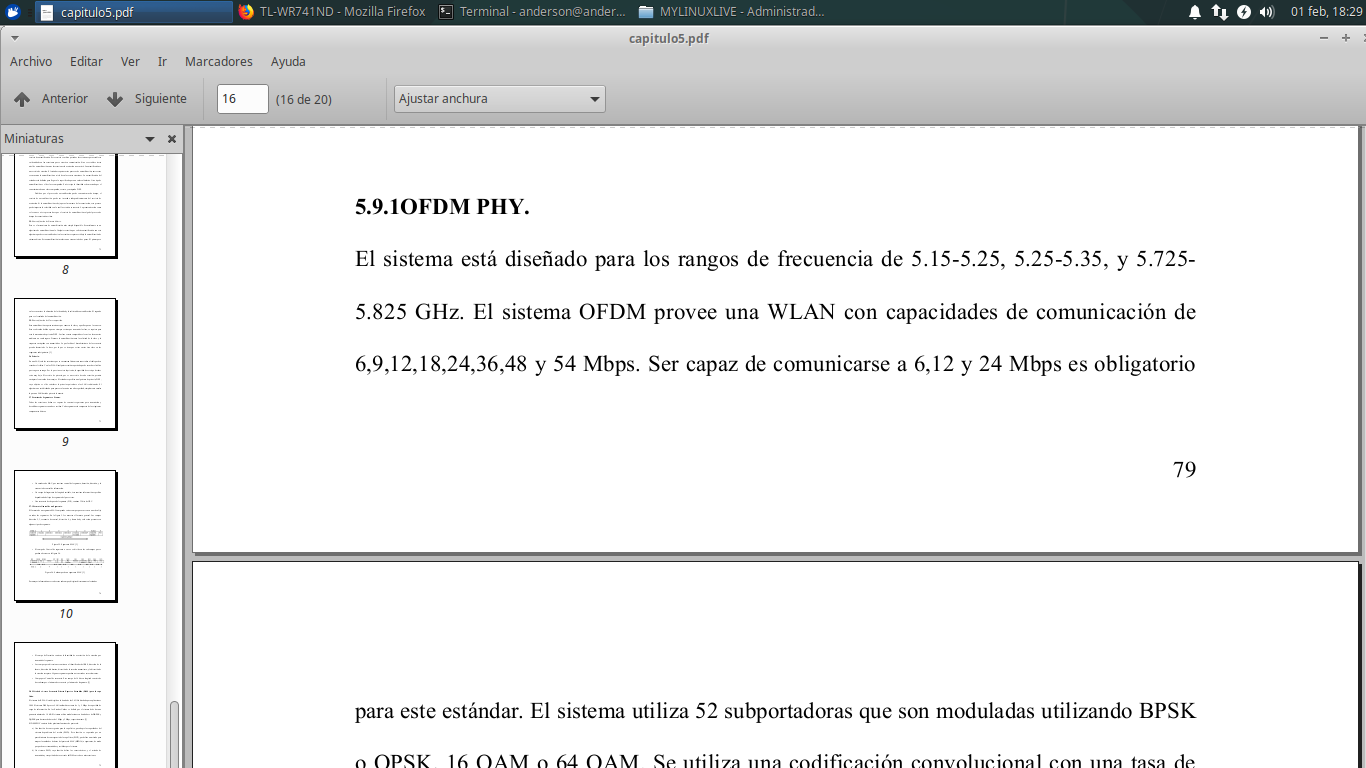 capitulo5.pdf
TL-WR741ND - Mozilla Firefox
Terminal - anderson@ander...
MYLINUXLIVE - Administrad...
01 feb, 18:29
capitulo5.pdf
Archivo Editar Ver Ir Marcadores Ayuda
Anterior Siguiente 16 (16 de 20) Ajustar anchura
Miniaturas
8
9
10
5.9.1OFDM PHY.
El sistema está diseñado para los rangos de frecuencia de 5.15-5.25, 5.25-5.35, y 5.725-
5.825 GHz. El sistema OFDM provee una WLAN con capacidades de comunicación de
6,9,12,18,24,36,48 y 54 Mbps. Ser capaz de comunicarse a 6,12 y 24 Mbps es obligatorio
79
para este estándar. El sistema utiliza 52 subportadoras que son moduladas utilizando BPSK
o QPSK, 16 QAM o 64 QAM. Se utiliza una codificación convolucional con una tasa de